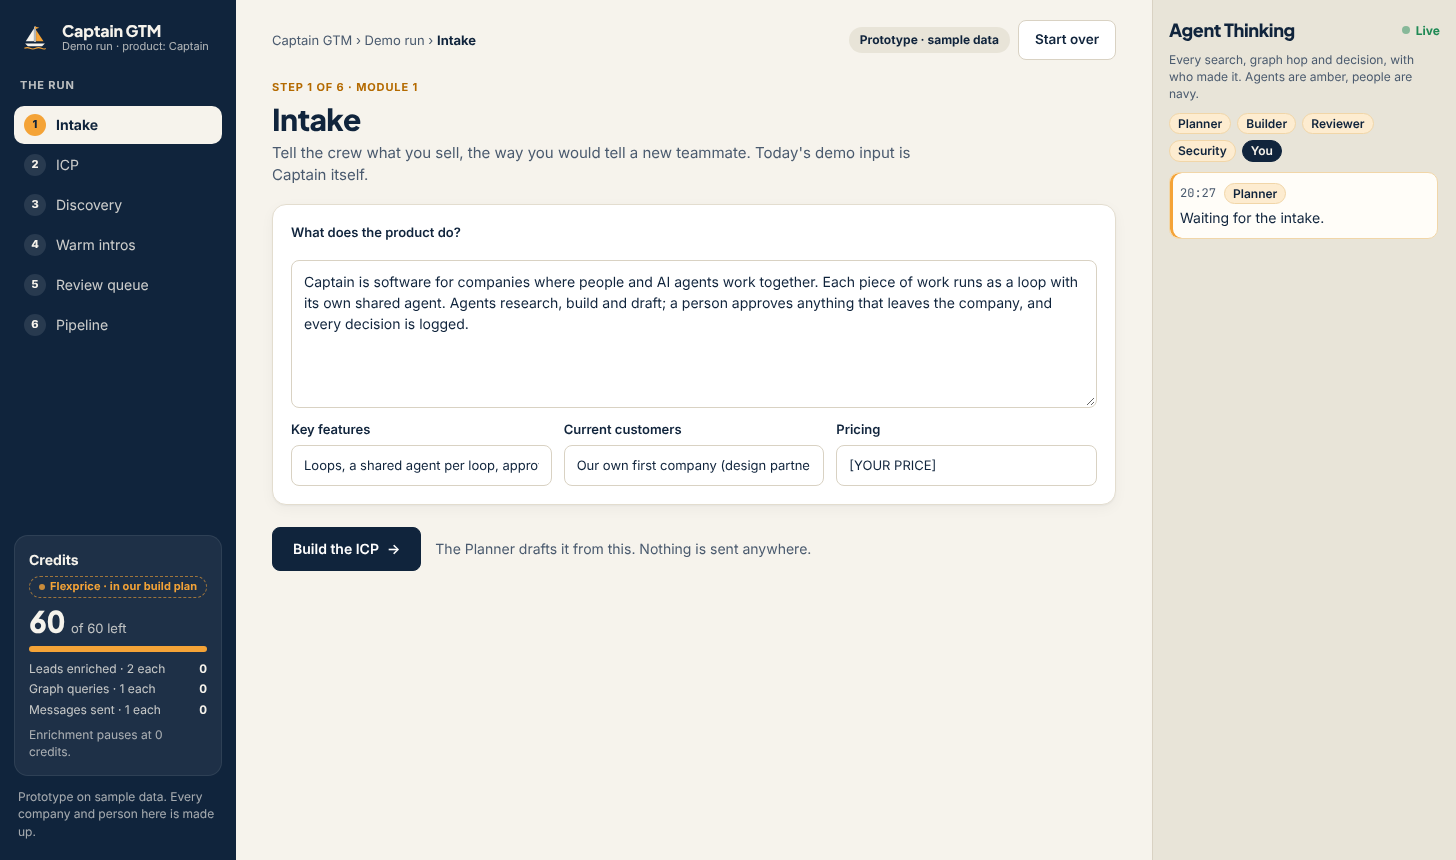 Captain GTM
Demo run · product: Captain
THE RUN
1 Intake
2 ICP
3 Discovery
4 Warm intros
5 Review queue
6 Pipeline
Credits
Flexprice · in our build plan
60 of 60 left
Leads enriched · 2 each 0
Graph queries · 1 each 0
Messages sent · 1 each 0
Enrichment pauses at 0
credits.
Prototype on sample data. Every
company and person here is made
up.
Captain GTM › Demo run › Intake
Prototype · sample data
Start over
STEP 1 OF 6 · MODULE 1
Intake
Tell the crew what you sell, the way you would tell a new teammate. Today's demo input is
Captain itself.
What does the product do?
Captain is software for companies where people and AI agents work together. Each piece of work runs as a loop with
its own shared agent. Agents research, build and draft; a person approves anything that leaves the company, and
every decision is logged.
Key features
Loops, a shared agent per loop, appro
Current customers
Our own first company (design partne
Pricing
[YOUR PRICE]
Build the ICP →
The Planner drafts it from this. Nothing is sent anywhere.
Agent Thinking
Live
Every search, graph hop and decision, with
who made it. Agents are amber, people are
navy.
Planner Builder Reviewer
Security You
20:27 Planner
Waiting for the intake.